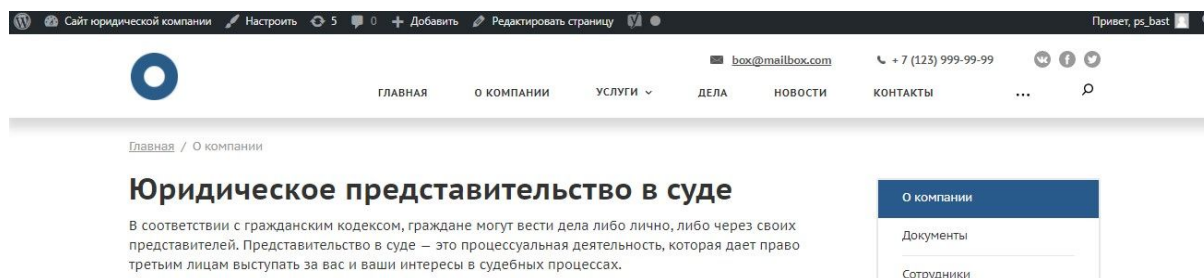 Сайт юридической компании Настроить 5 0 Добавить Редактировать страницу Привет, ps_bast
box@mailbox.com + 7 (123) 999-99-99
ГЛАВНАЯ О КОМПАНИИ УСЛУГИ ДЕЛА НОВОСТИ КОНТАКТЫ ...
Главная / О компании
Юридическое представительство в суде
В соответствии с гражданским кодексом, граждане могут вести дела либо лично, либо через своих
представителей. Представительство в суде — это процессуальная деятельность, которая дает право
третьим лицам выступать за вас и ваши интересы в судебных процессах.
О компании
Документы
Сотрудники